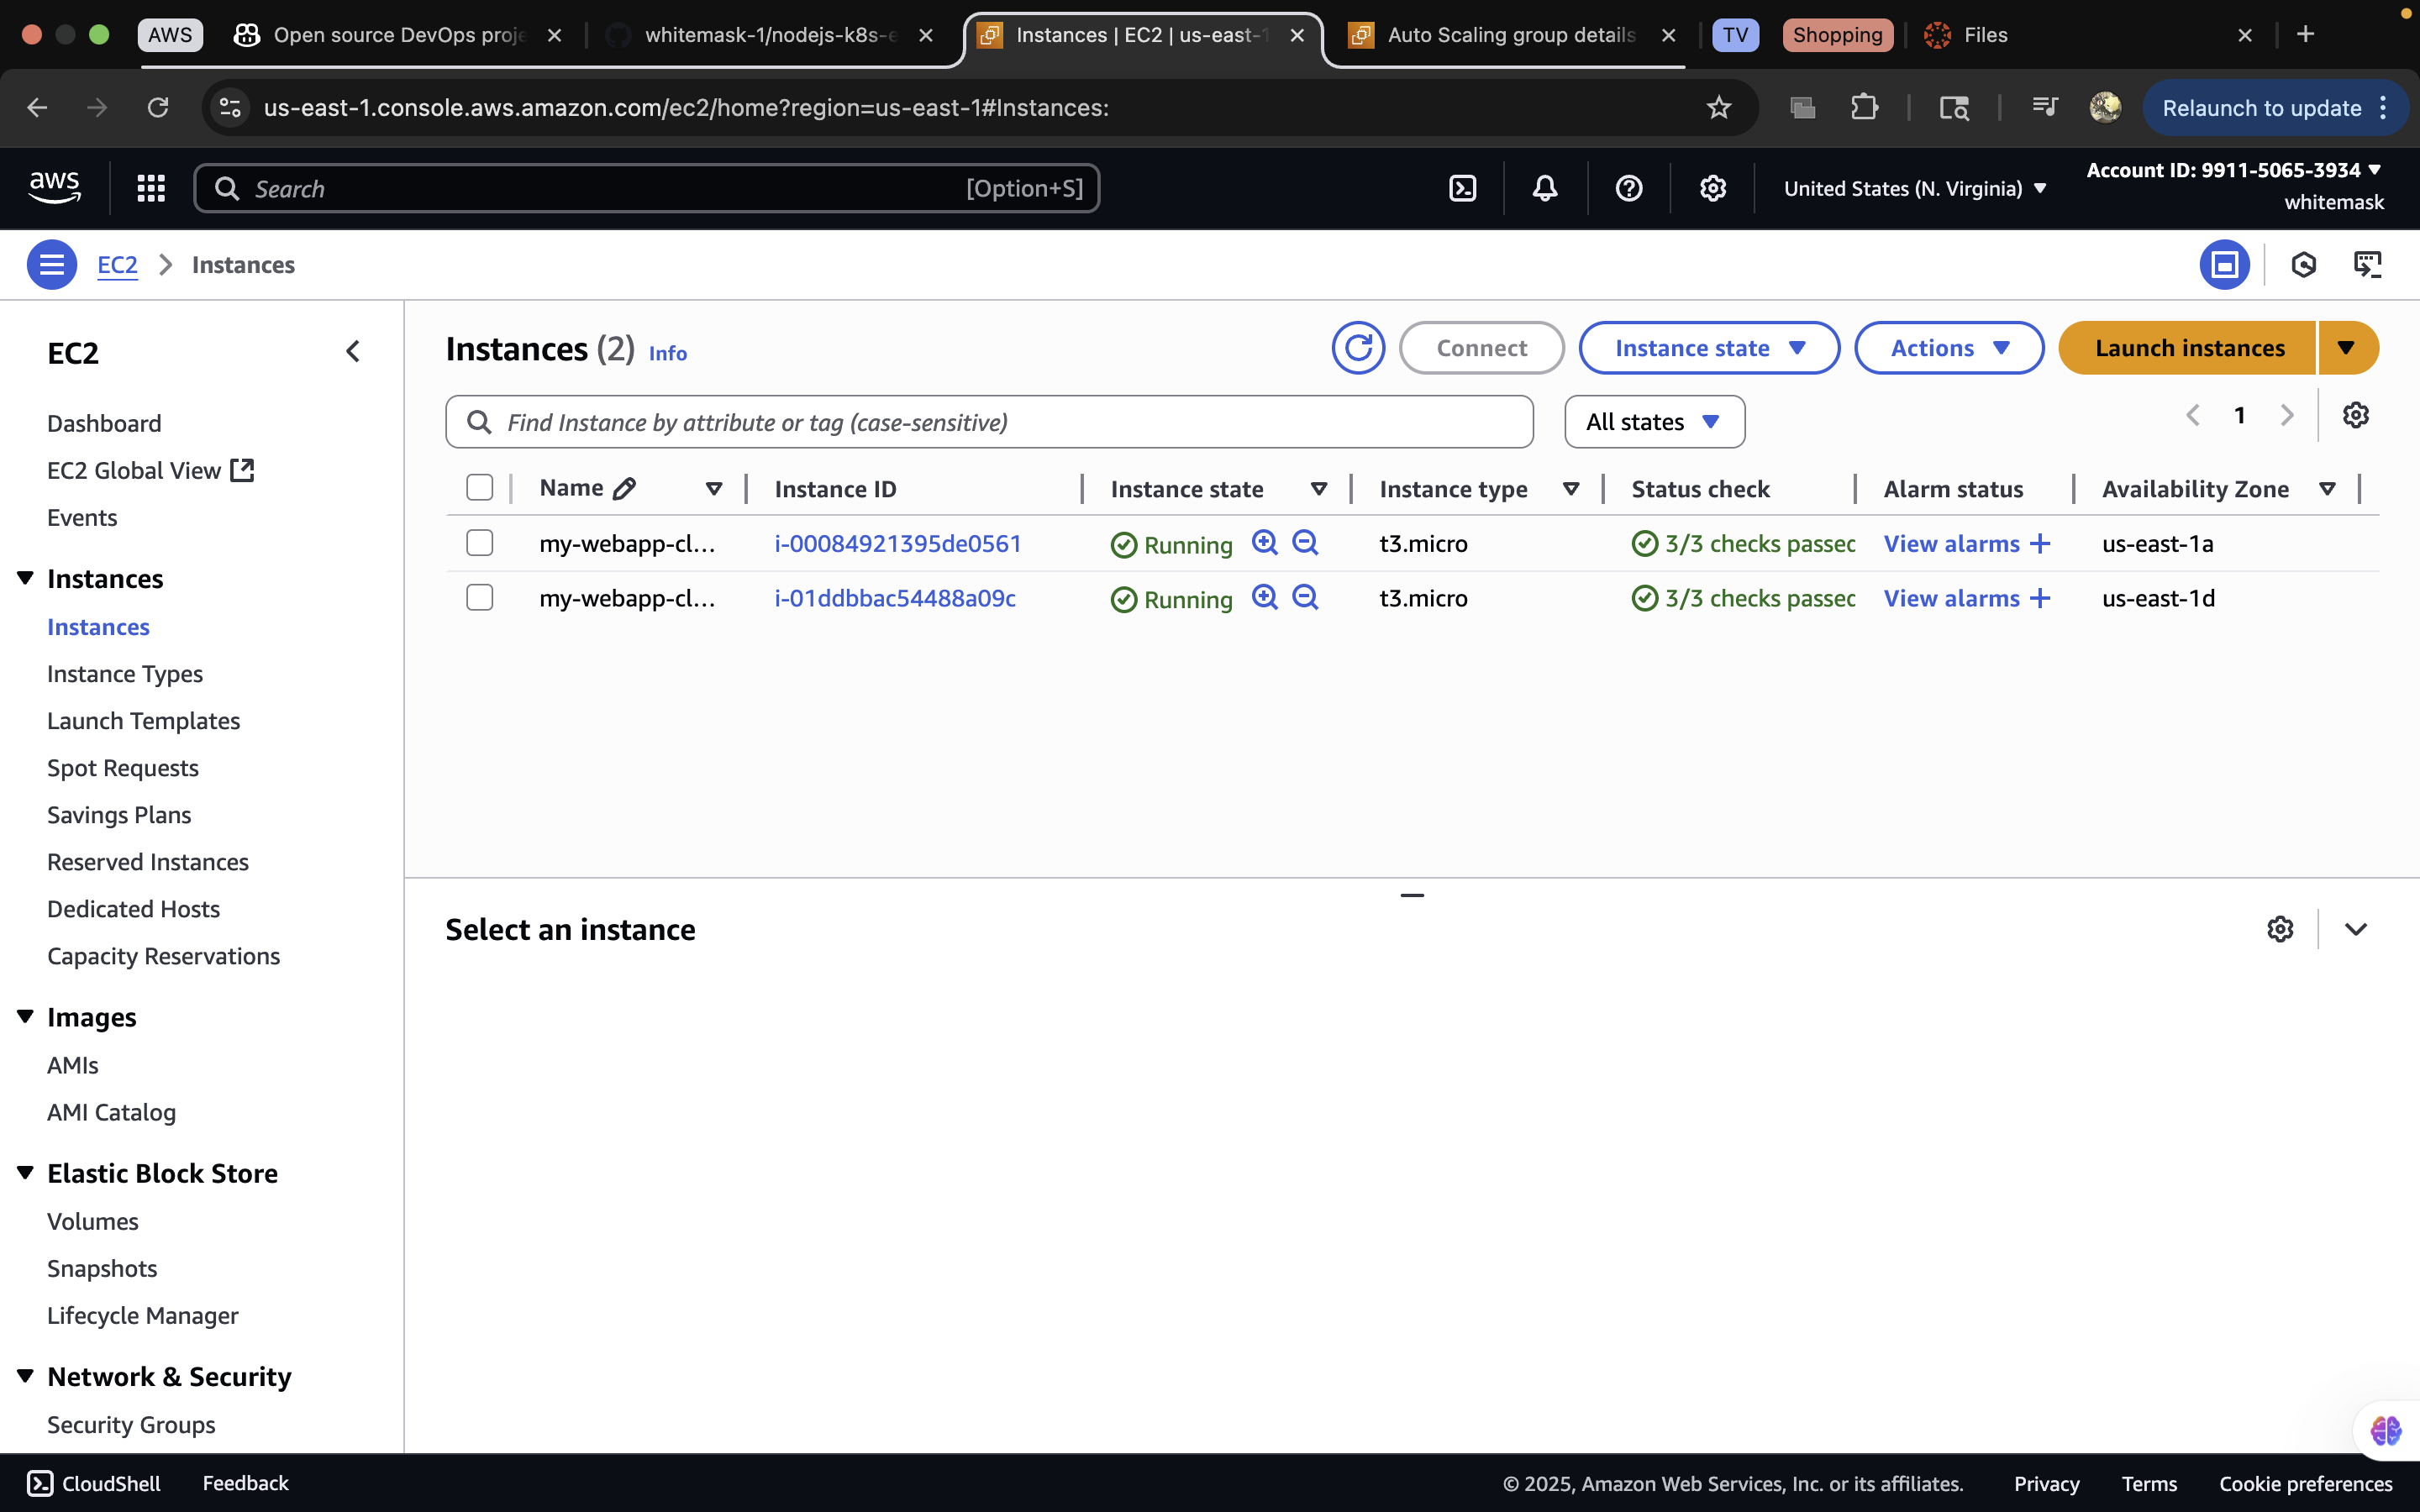 AWS Open source DevOps proje whitemask-1/nodejs-k8s-e Instances | EC2 | us-east-1 Auto Scaling group details TV Shopping Files
us-east-1.console.aws.amazon.com/ec2/home?region=us-east-1#Instances: Relaunch to update
aws Search [Option+S] United States (N. Virginia) Account ID: 9911-5065-3934
whitemask
EC2 Instances
EC2
Dashboard
EC2 Global View
Events
Instances
Instances
Instance Types
Launch Templates
Spot Requests
Savings Plans
Reserved Instances
Dedicated Hosts
Capacity Reservations
Images
AMIs
AMI Catalog
Elastic Block Store
Volumes
Snapshots
Lifecycle Manager
Network & Security
Security Groups
Instances (2) Info Connect Instance state Actions Launch instances
Find Instance by attribute or tag (case-sensitive) All states 1
Name Instance ID Instance state Instance type Status check Alarm status Availability Zone
my-webapp-cl... i-00084921395de0561 Running t3.micro 3/3 checks passec View alarms + us-east-1a
my-webapp-cl... i-01ddbbac54488a09c Running t3.micro 3/3 checks passec View alarms + us-east-1d
Select an instance
CloudShell Feedback © 2025, Amazon Web Services, Inc. or its affiliates. Privacy Terms Cookie preferences